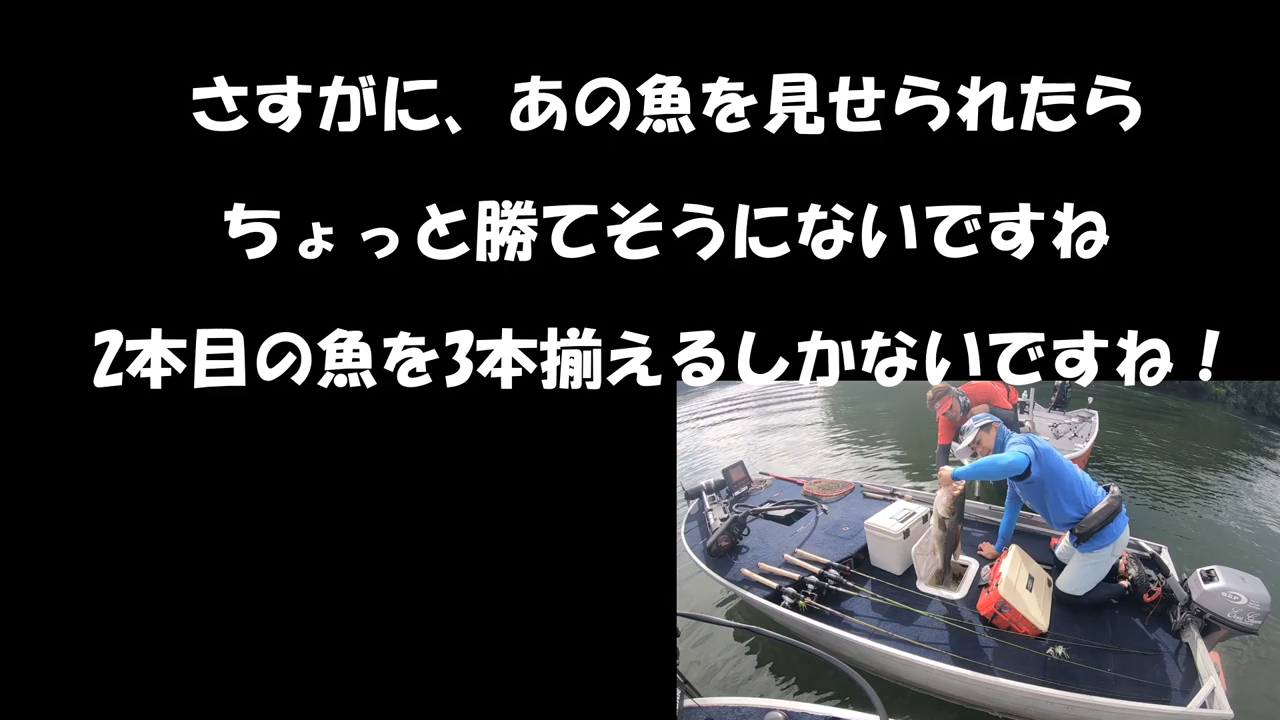 さすがに、あの魚を見せられたら
ちょっと勝てそうにないですね
2本目の魚を3本揃えるしかないですね！